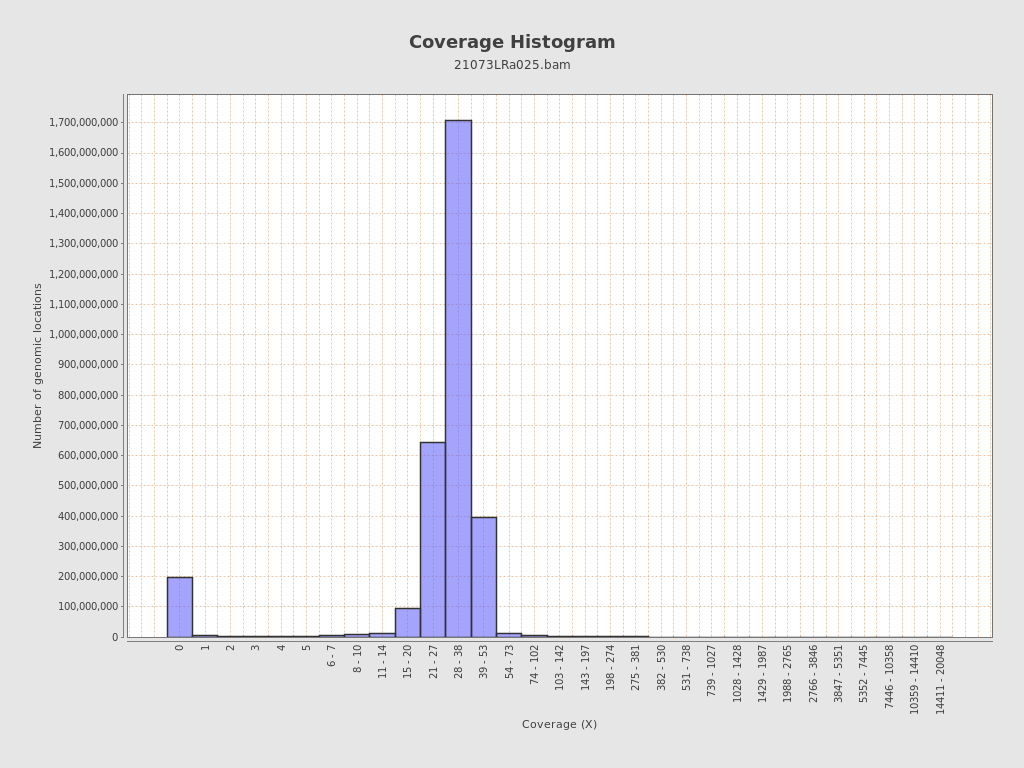 Coverage Histogram
21073LRa025.bam
Number of genomic locations
1,700,000,000
1,600,000,000
1,500,000,000
1,400,000,000
1,300,000,000
1,200,000,000
1,100,000,000
1,000,000,000
900,000,000
800,000,000
700,000,000
600,000,000
500,000,000
400,000,000
300,000,000
200,000,000
100,000,000
0
0
1
2
3
4
5
6 - 7
8 - 10
11 - 14
15 - 20
21 - 27
28 - 38
39 - 53
54 - 73
74 - 102
103 - 142
143 - 197
198 - 274
275 - 381
382 - 530
531 - 738
739 - 1027
1028 - 1428
1429 - 1987
1988 - 2765
2766 - 3846
3847 - 5351
5352 - 7445
7446 - 10358
10359 - 14410
14411 - 20048
Coverage (X)